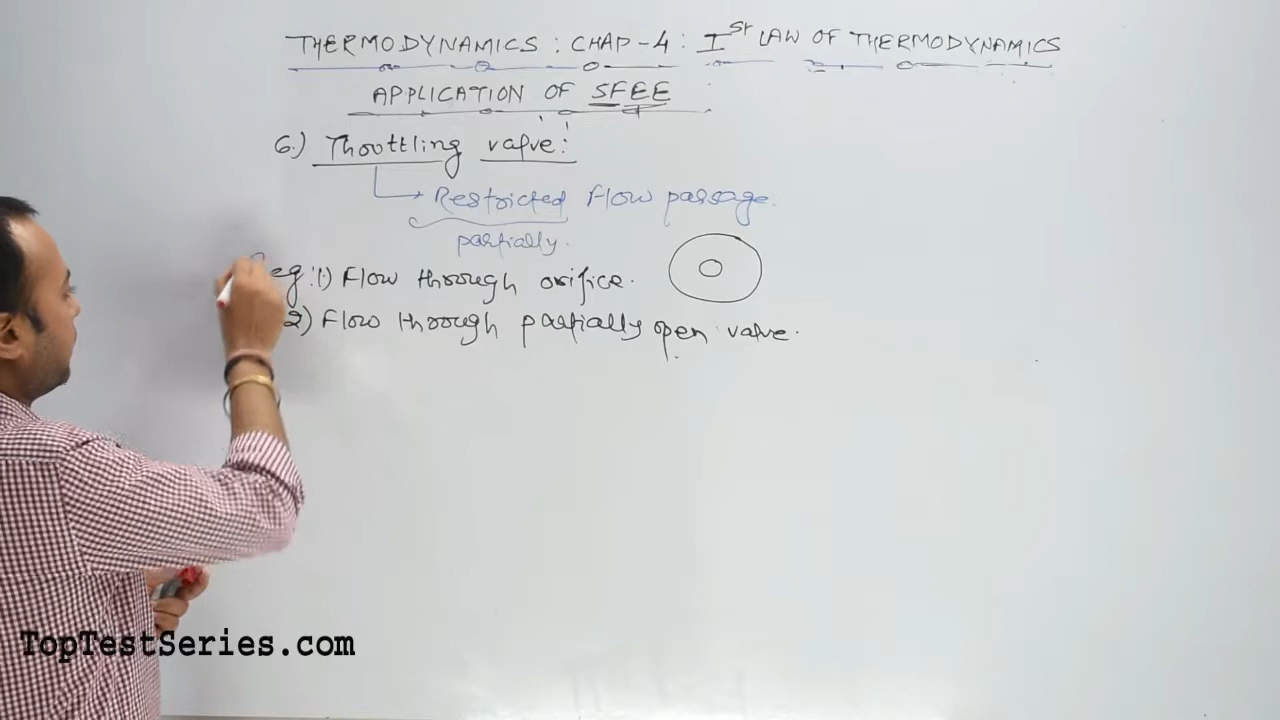 THERMODYNAMICS : CHAP-4 : Ist LAW OF THERMODYNAMICS
APPLICATION OF SFEE
6.) Throttling valve:
Restricted Flow passage.
partially.
eg: 1) Flow through orifice.
2) Flow through partially open valve.
TopTestSeries.com